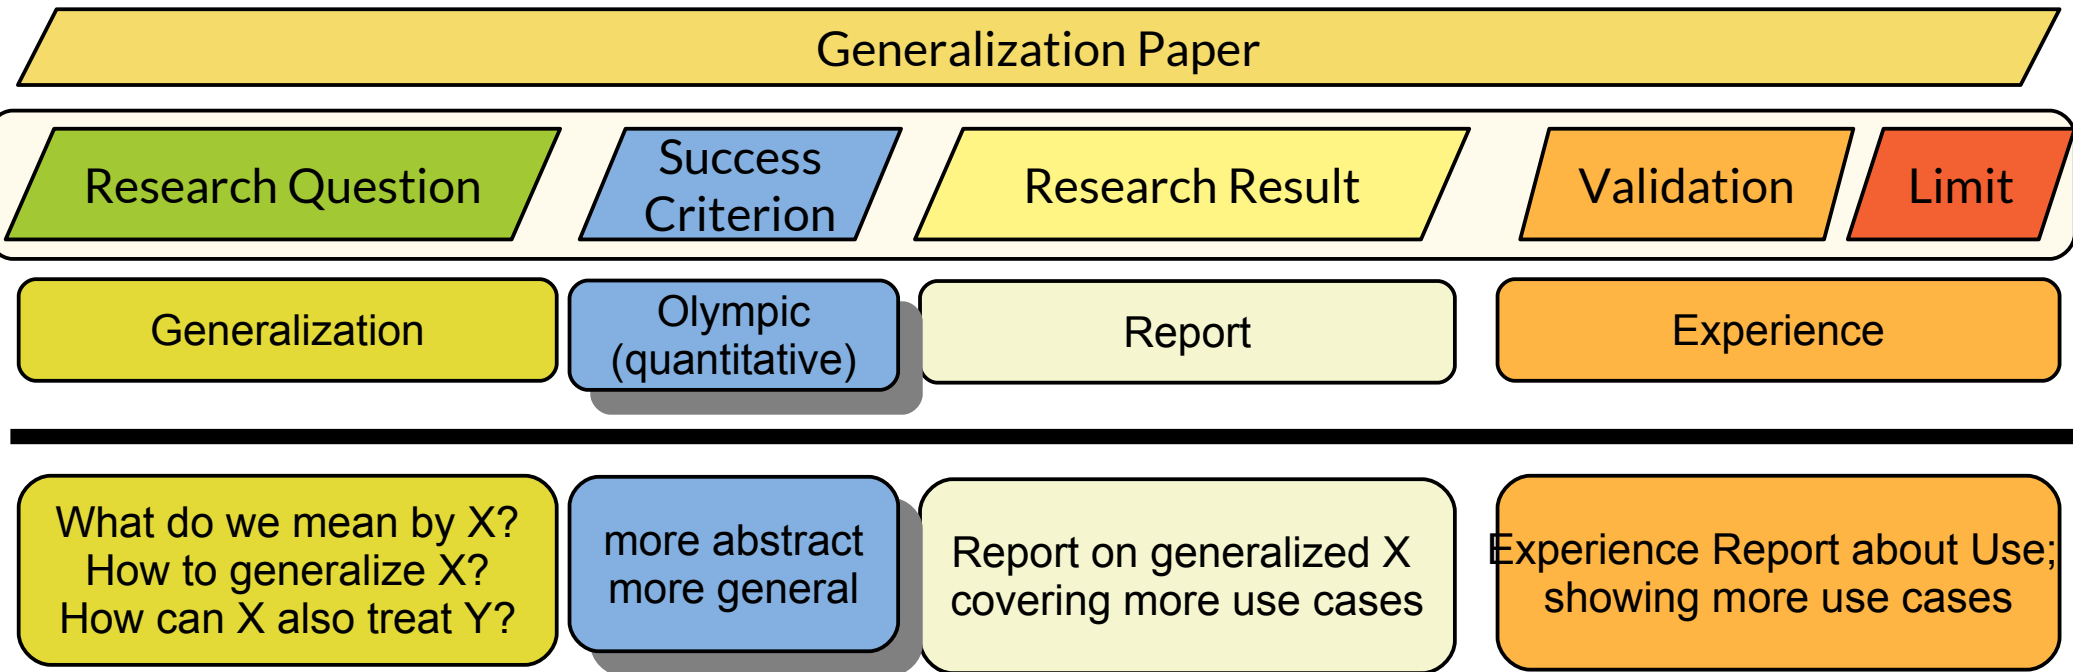 Generalization Paper
Research Question
Success
Criterion
Research Result
Validation
Limit
Generalization
Olympic
(quantitative)
Report
Experience
What do we mean by X?
How to generalize X?
How can X also treat Y?
more abstract
more general
Report on generalized X
covering more use cases
Experience Report about Use;
showing more use cases